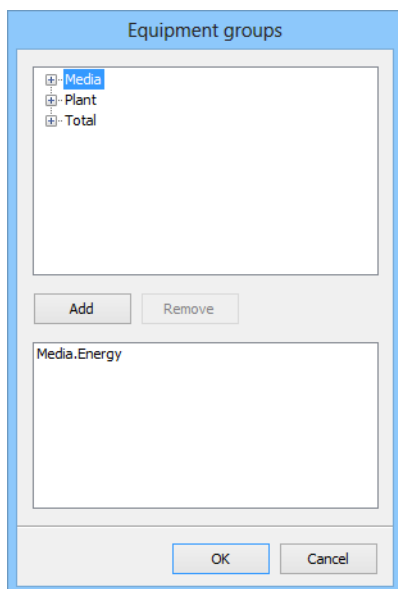 Equipment groups
Media
Plant
Total
Add Remove
Media.Energy
OK Cancel